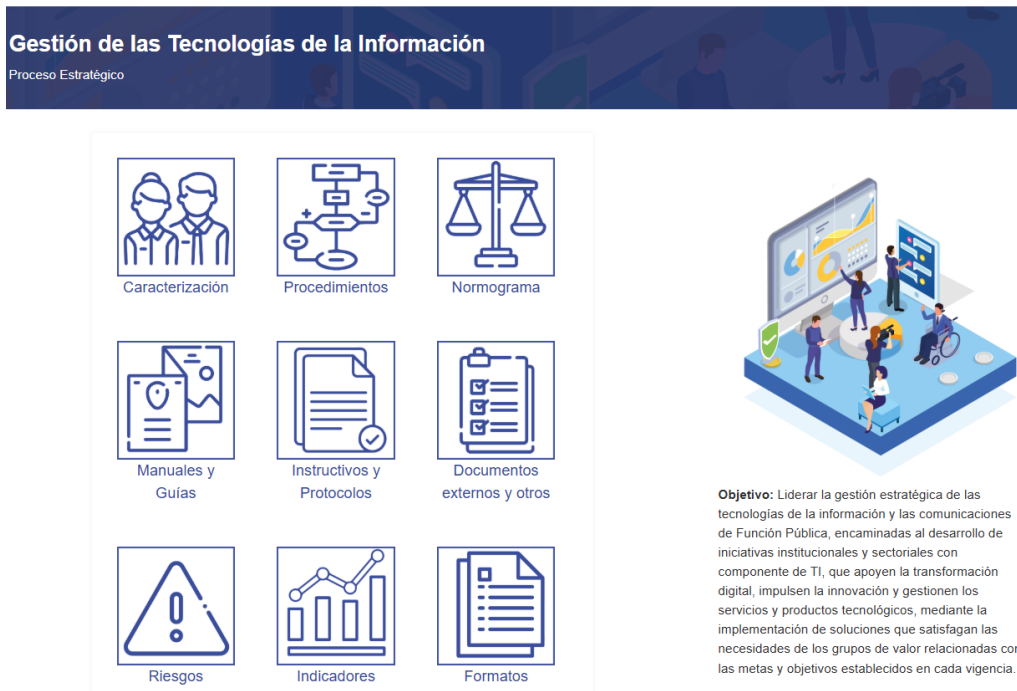 Gestión de las Tecnologías de la Información
Proceso Estratégico
Caracterización
Procedimientos
Normograma
Manuales y
Guías
Instructivos y
Protocolos
Documentos
externos y otros
Riesgos
Indicadores
Formatos
Objetivo: Liderar la gestión estratégica de las
tecnologías de la información y las comunicaciones
de Función Pública, encaminadas al desarrollo de
iniciativas institucionales y sectoriales con
componente de TI, que apoyen la transformación
digital, impulsen la innovación y gestionen los
servicios y productos tecnológicos, mediante la
implementación de soluciones que satisfagan las
necesidades de los grupos de valor relacionadas con
las metas y objetivos establecidos en cada vigencia.